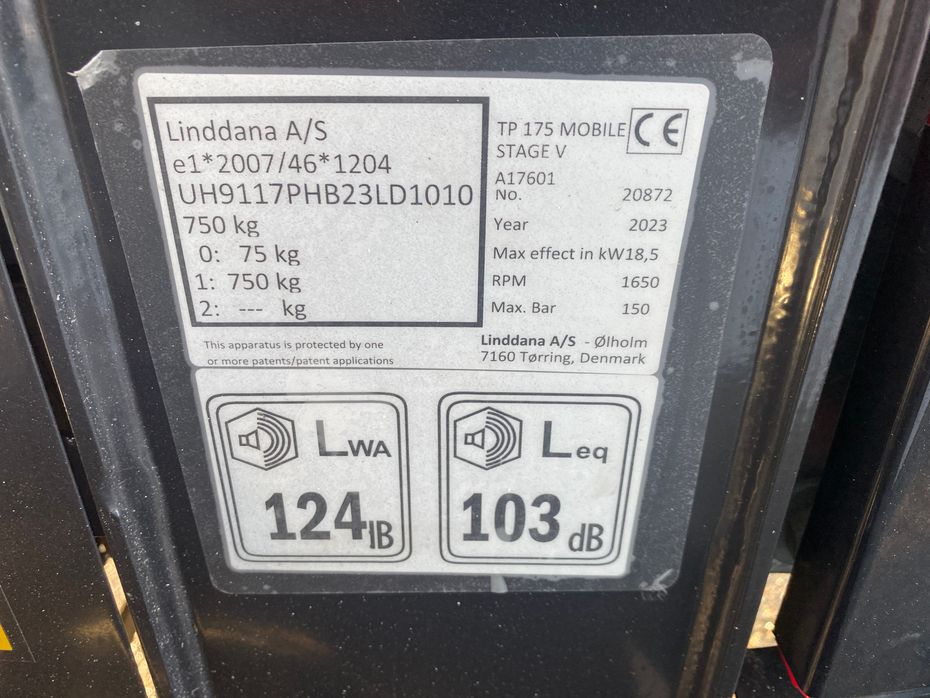 Linddana A/S
e1*2007/46*1204
UH9117PHB23LD1010
750 kg
0: 75 kg
1: 750 kg
2: --- kg
This apparatus is protected by one
or more patents/patent applications
TP 175 MOBILE CE
STAGE V
A17601
No. 20872
Year 2023
Max effect in kW18,5
RPM 1650
Max. Bar 150
Linddana A/S - Ølholm
7160 Tørring, Denmark
LWA
124 dB
Leq
103 dB